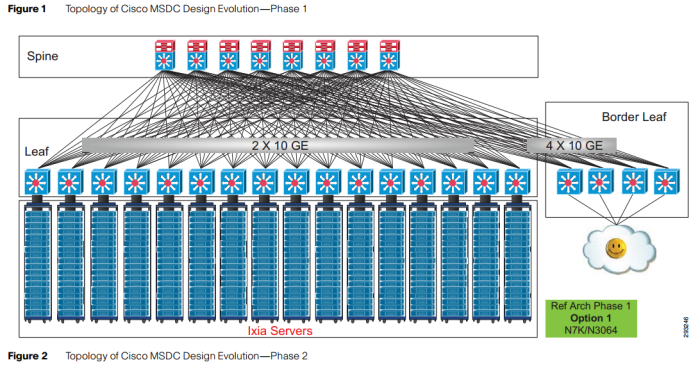 Figure 1 Topology of Cisco MSDC Design Evolution—Phase 1
Spine
Border Leaf
Leaf
2 X 10 GE
4 X 10 GE
Ref Arch Phase 1
Option 1
N7K/N3064
Ixia Servers
293246
Figure 2 Topology of Cisco MSDC Design Evolution—Phase 2